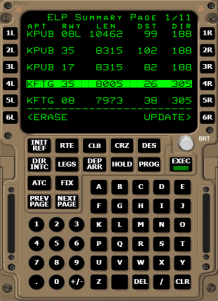 ELP SUMMARY PAGE 1/11
APT RWY LEN DST DIR
1L KPUB 08L 10462 99 188 1R
2L KPUB 35 8315 102 188 2R
3L KPUB 17 8315 82 188 3R
4L KFTG 35 8005 26 305 4R
5L KFTG 08 7973 38 305 5R
6L <ERASE UPDATE> 6R
INIT REF RTE CLB CRZ DES BRT
DIR INTC LEGS DEP ARR HOLD PROG EXEC
ATC FIX
PREV PAGE NEXT PAGE
A B C D E
F G H I J
1 2 3 K L M N O
4 5 6 P Q R S T
7 8 9 U V W X Y
. 0 +/- Z DEL / CLR